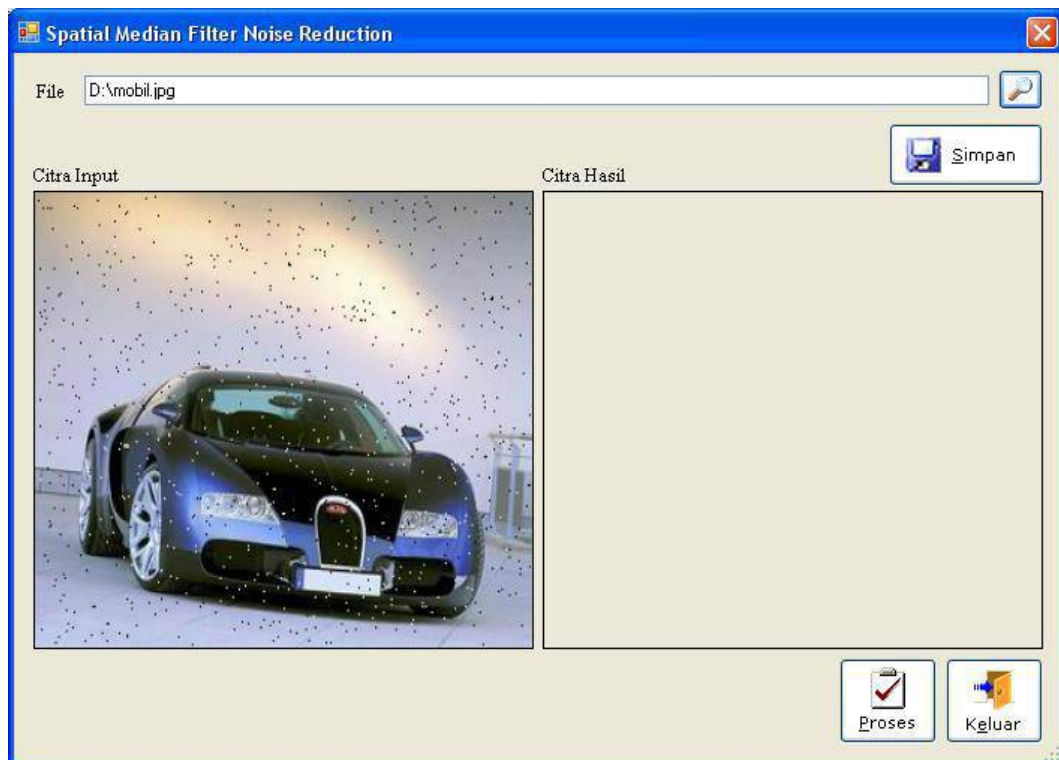 Spatial Median Filter Noise Reduction
File D:\mobil.jpg
Simpan
Citra Input Citra Hasil
Proses Keluar